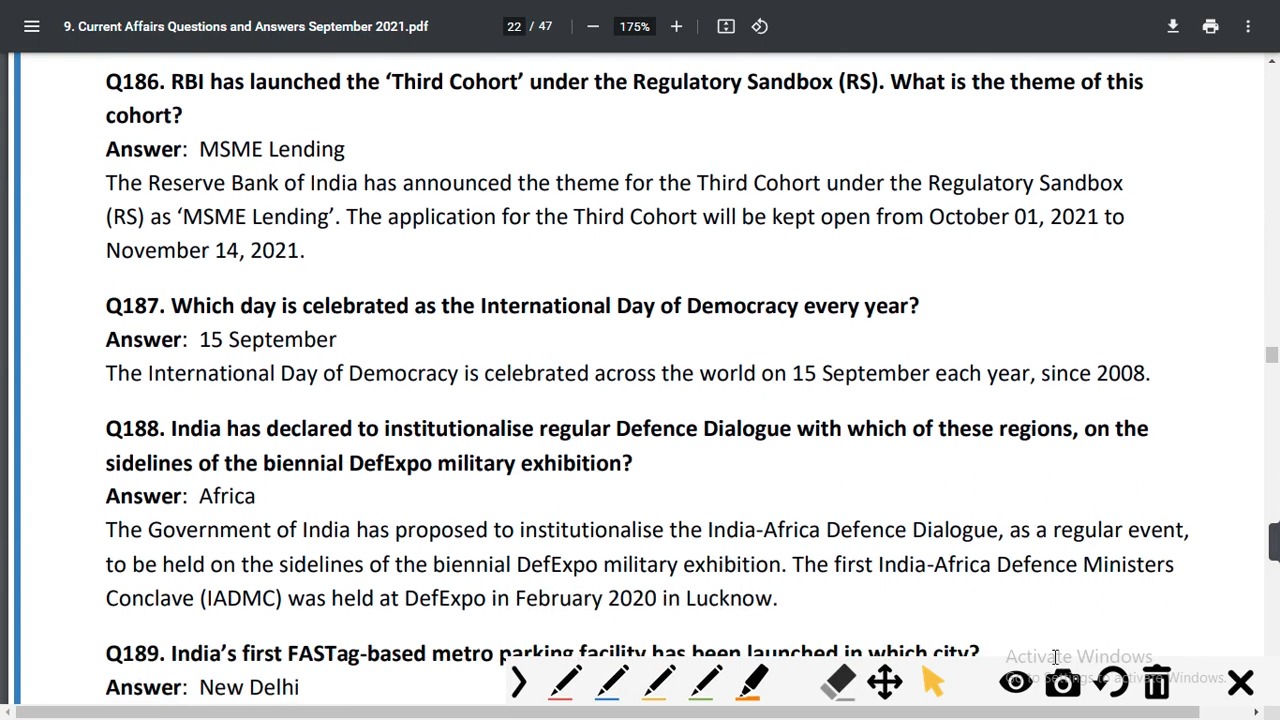 9. Current Affairs Questions and Answers September 2021.pdf
22 / 47
175%
Q186. RBI has launched the ‘Third Cohort’ under the Regulatory Sandbox (RS). What is the theme of this
cohort?
Answer: MSME Lending
The Reserve Bank of India has announced the theme for the Third Cohort under the Regulatory Sandbox
(RS) as ‘MSME Lending’. The application for the Third Cohort will be kept open from October 01, 2021 to
November 14, 2021.
Q187. Which day is celebrated as the International Day of Democracy every year?
Answer: 15 September
The International Day of Democracy is celebrated across the world on 15 September each year, since 2008.
Q188. India has declared to institutionalise regular Defence Dialogue with which of these regions, on the
sidelines of the biennial DefExpo military exhibition?
Answer: Africa
The Government of India has proposed to institutionalise the India-Africa Defence Dialogue, as a regular event,
to be held on the sidelines of the biennial DefExpo military exhibition. The first India-Africa Defence Ministers
Conclave (IADMC) was held at DefExpo in February 2020 in Lucknow.
Q189. India’s first FASTag-based metro parking facility has been launched in which city?
Answer: New Delhi
Activate Windows
Go to Settings to activate Windows.